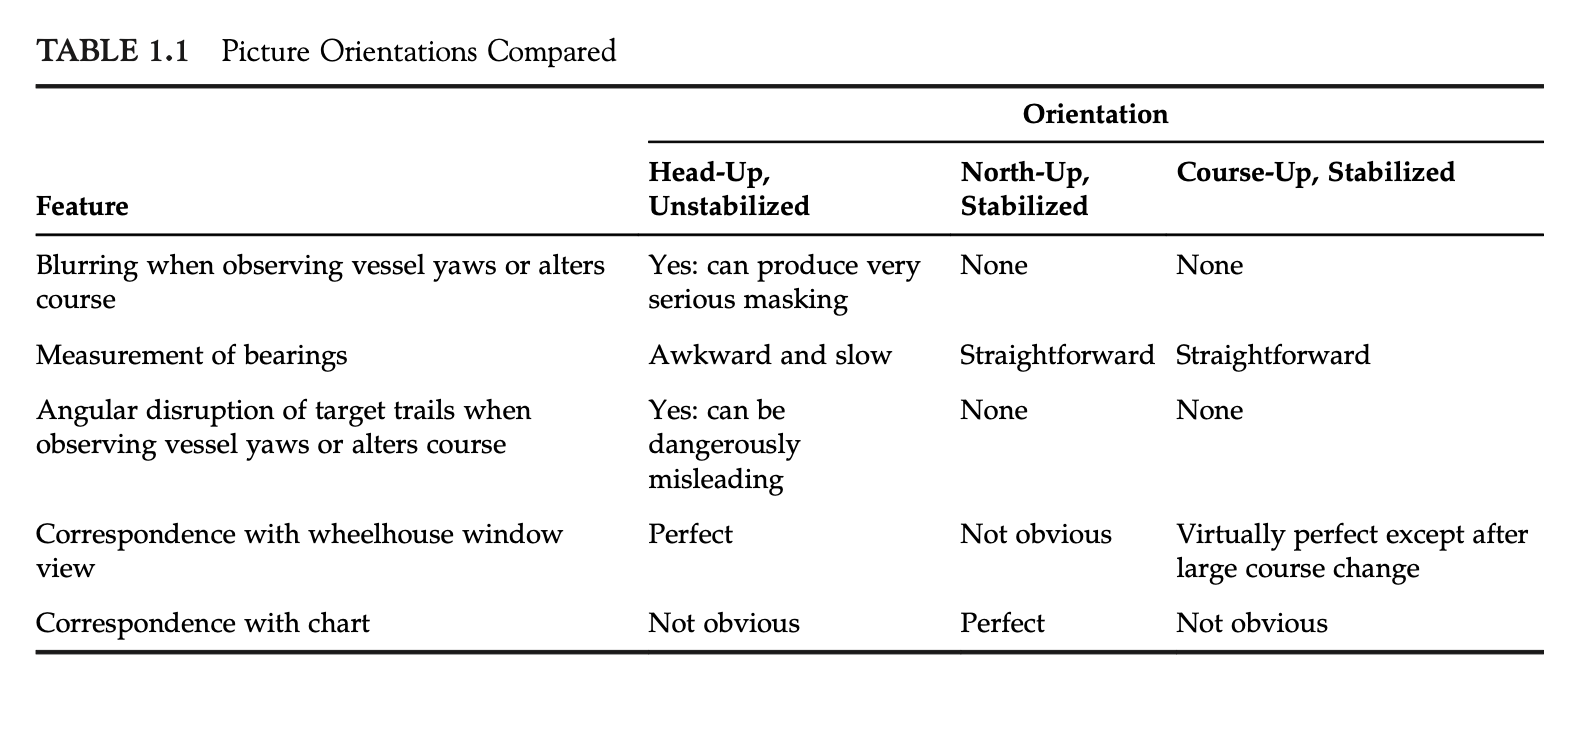 TABLE 1.1 Picture Orientations Compared
Orientation
Feature
Head-Up,
Unstabilized
North-Up,
Stabilized
Course-Up, Stabilized
Blurring when observing vessel yaws or alters
course
Yes: can produce very
serious masking
None
None
Measurement of bearings
Awkward and slow
Straightforward
Straightforward
Angular disruption of target trails when
observing vessel yaws or alters course
Yes: can be
dangerously
misleading
None
None
Correspondence with wheelhouse window
view
Perfect
Not obvious
Virtually perfect except after
large course change
Correspondence with chart
Not obvious
Perfect
Not obvious